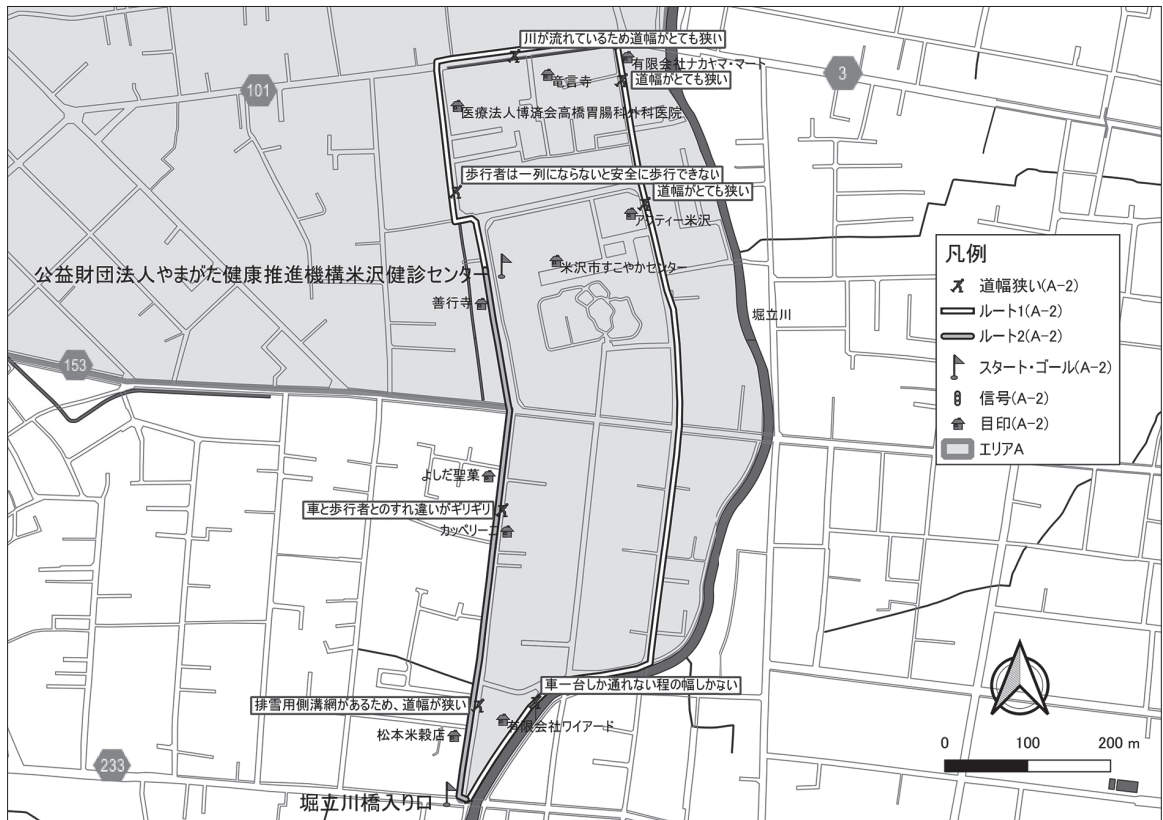 川が流れているため道幅がとても狭い
有限会社ナカヤマ・マート
竜言寺
道幅がとても狭い
3
101
医療法人博済会高橋胃腸科外科医院
歩行者は一列にならないと安全に歩行できない
道幅がとても狭い
アクティー米沢
公益財団法人やまがた健康推進機構米沢健診センター
米沢市すこやかセンター
善行寺
堀立川
153
凡例
道幅狭い(A-2)
ルート1(A-2)
ルート2(A-2)
スタート・ゴール(A-2)
信号(A-2)
目印(A-2)
エリアA
よしだ聖菓
車と歩行者とのすれ違いがギリギリ
カッペリーニ
車一台しか通れない程の幅しかない
排雪用側溝網があるため、道幅が狭い
有限会社ワイアード
松本米穀店
233
堀立川橋入り口
0 100 200 m